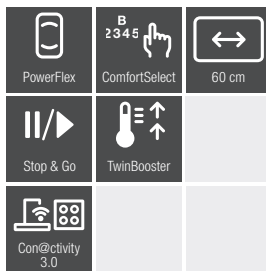 B
2345
PowerFlex
ComfortSelect
60 cm
Stop & Go
TwinBooster
Con@ctivity
3.0